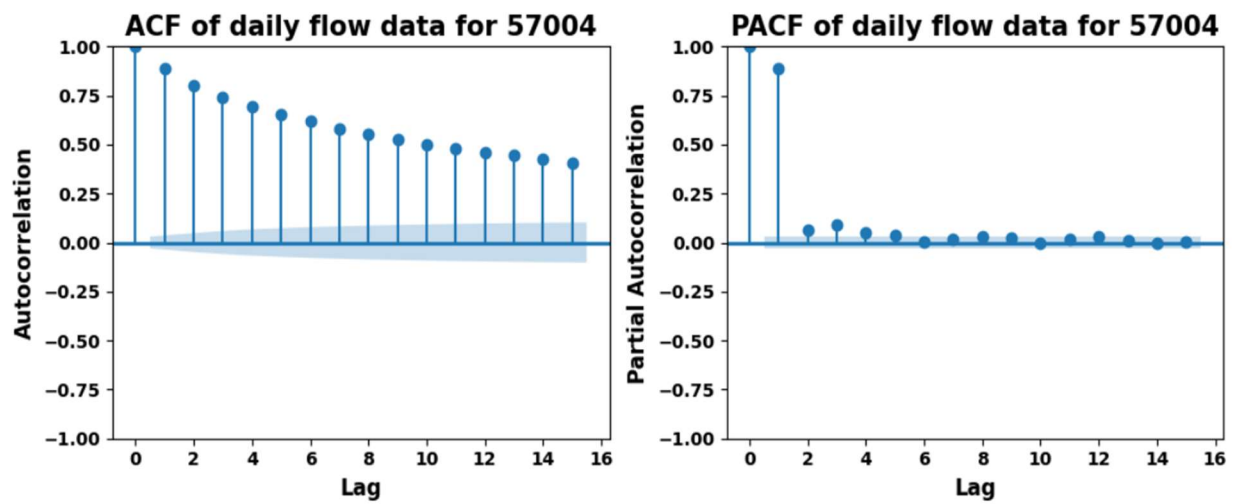 ACF of daily flow data for 57004
1.00
0.75
0.50
0.25
0.00
−0.25
−0.50
−0.75
−1.00
Autocorrelation
0 2 4 6 8 10 12 14 16
Lag
PACF of daily flow data for 57004
1.00
0.75
0.50
0.25
0.00
−0.25
−0.50
−0.75
−1.00
Partial Autocorrelation
0 2 4 6 8 10 12 14 16
Lag